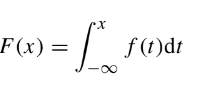 F(x) = ∫_{-∞}^{x} f(t)dt